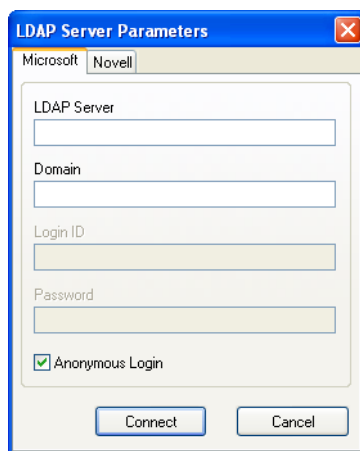 LDAP Server Parameters
Microsoft Novell
LDAP Server
Domain
Login ID
Password
Anonymous Login
Connect Cancel